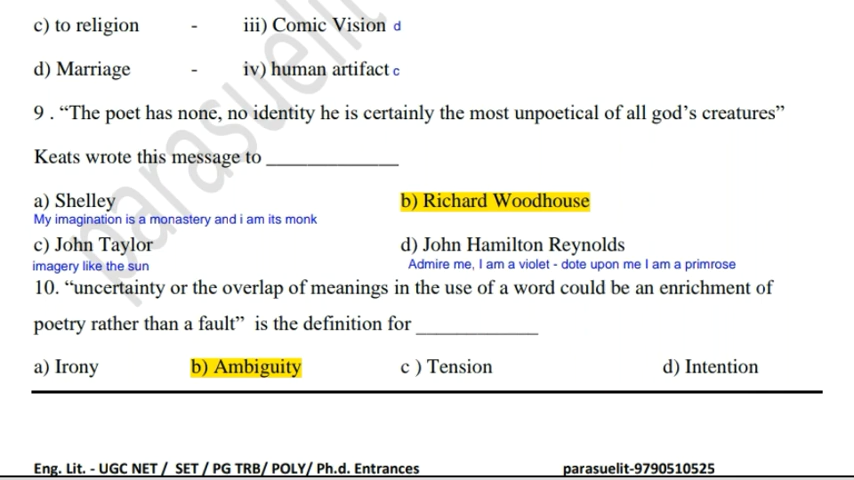 c) to religion - iii) Comic Vision d
d) Marriage - iv) human artifact c
9 . “The poet has none, no identity he is certainly the most unpoetical of all god’s creatures”
Keats wrote this message to _____________
a) Shelley b) Richard Woodhouse
My imagination is a monastery and i am its monk
c) John Taylor d) John Hamilton Reynolds
imagery like the sun Admire me, I am a violet - dote upon me I am a primrose
10. “uncertainty or the overlap of meanings in the use of a word could be an enrichment of
poetry rather than a fault” is the definition for ____________
a) Irony b) Ambiguity c ) Tension d) Intention
Eng. Lit. - UGC NET / SET / PG TRB/ POLY/ Ph.d. Entrances parasuelit-9790510525
parasuelit